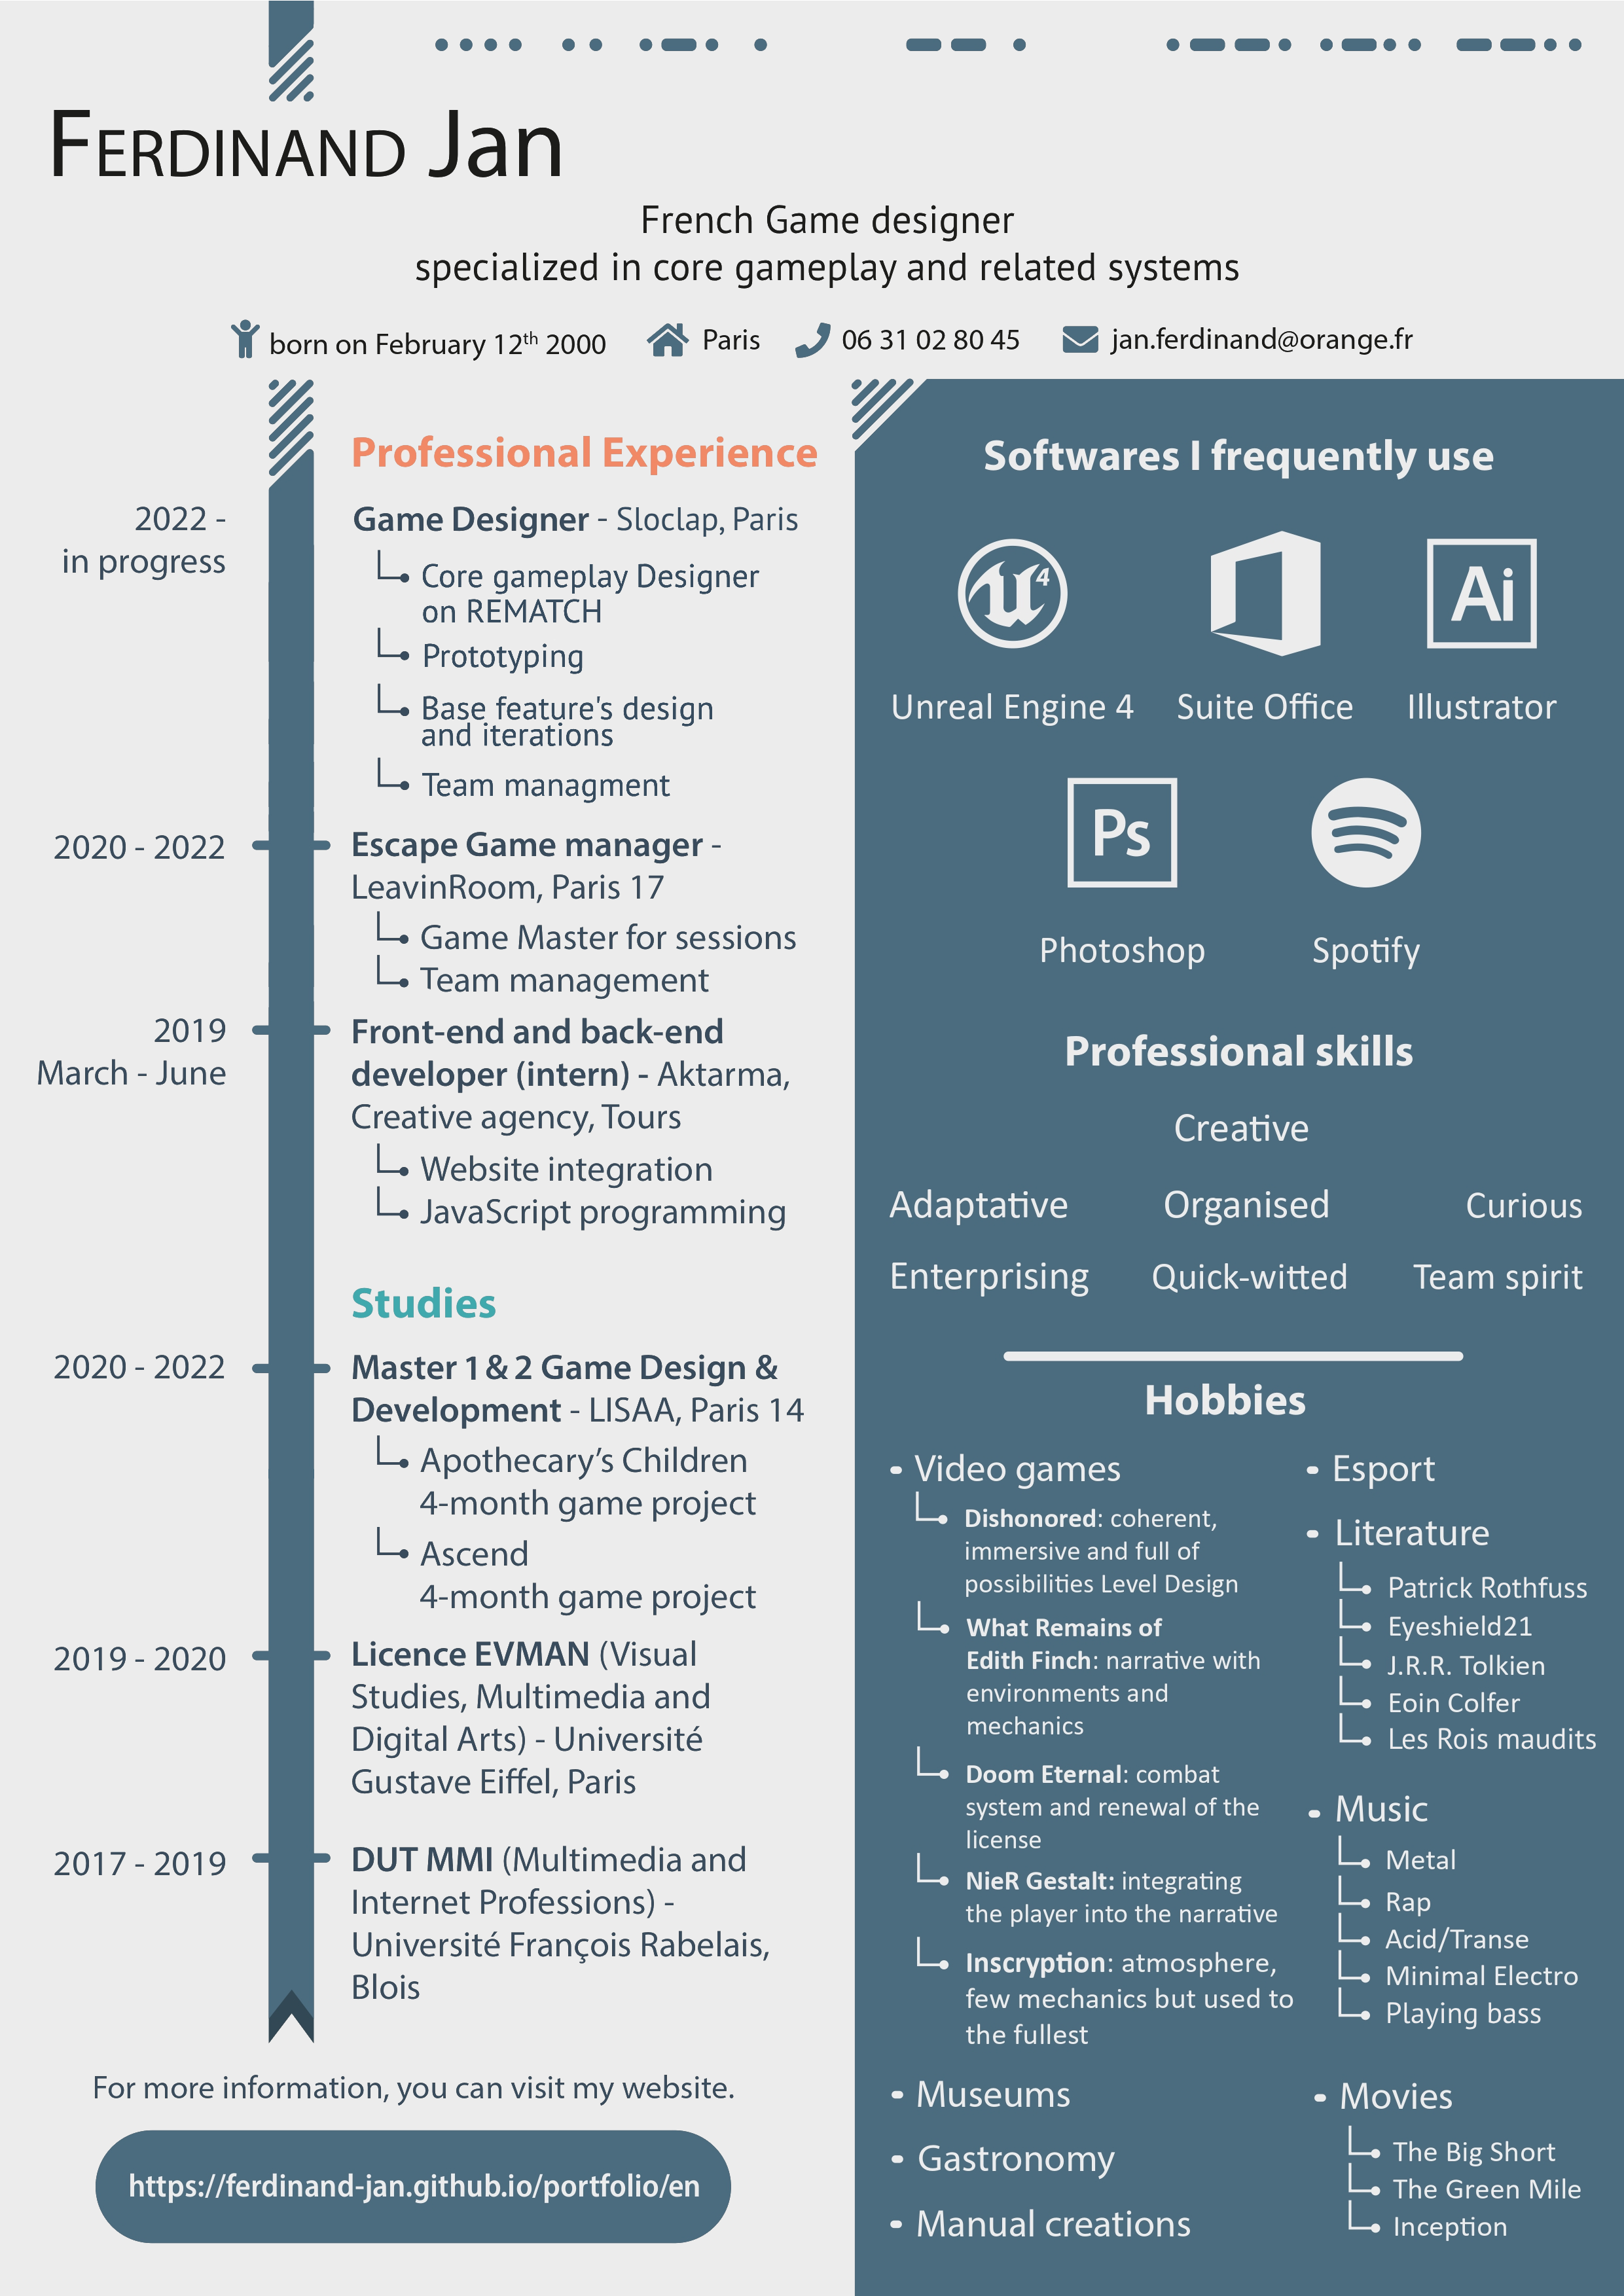 FERDINAND Jan
French Game designer
specialized in core gameplay and related systems
born on February 12th 2000
Paris
06 31 02 80 45
jan.ferdinand@orange.fr
Professional Experience
2022 -
in progress
Game Designer - Sloclap, Paris
Core gameplay Designer
on REMATCH
Prototyping
Base feature's design
and iterations
Team managment
2020 - 2022
Escape Game manager -
LeavinRoom, Paris 17
Game Master for sessions
Team management
2019
March - June
Front-end and back-end
developer (intern) - Aktarma,
Creative agency, Tours
Website integration
JavaScript programming
Studies
2020 - 2022
Master 1 & 2 Game Design &
Development - LISAA, Paris 14
Apothecary’s Children
4-month game project
Ascend
4-month game project
2019 - 2020
Licence EVMAN (Visual
Studies, Multimedia and
Digital Arts) - Université
Gustave Eiffel, Paris
2017 - 2019
DUT MMI (Multimedia and
Internet Professions) -
Université François Rabelais,
Blois
For more information, you can visit my website.
https://ferdinand-jan.github.io/portfolio/en
Softwares I frequently use
4
Ai
Unreal Engine 4
Suite Office
Illustrator
Ps
Photoshop
Spotify
Professional skills
Creative
Adaptative
Organised
Curious
Enterprising
Quick-witted
Team spirit
Hobbies
- Video games
Dishonored: coherent,
immersive and full of
possibilities Level Design
What Remains of
Edith Finch: narrative with
environments and
mechanics
Doom Eternal: combat
system and renewal of the
license
NieR Gestalt: integrating
the player into the narrative
Inscryption: atmosphere,
few mechanics but used to
the fullest
- Museums
- Gastronomy
- Manual creations
- Esport
- Literature
Patrick Rothfuss
Eyeshield21
J.R.R. Tolkien
Eoin Colfer
Les Rois maudits
- Music
Metal
Rap
Acid/Transe
Minimal Electro
Playing bass
- Movies
The Big Short
The Green Mile
Inception